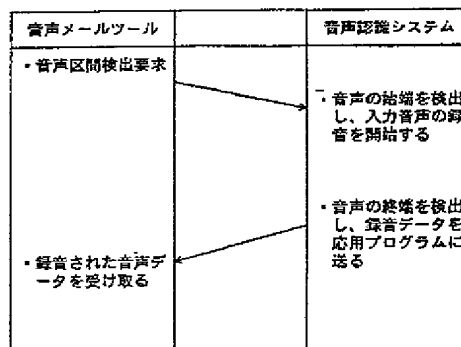 音声メールツール
音声認識システム
・音声区間検出要求
・音声の始端を検出
し、入力音声の録
音を開始する
・音声の終端を検出
し、録音データを
応用プログラムに
送る
・録音された音声デ
ータを受け取る